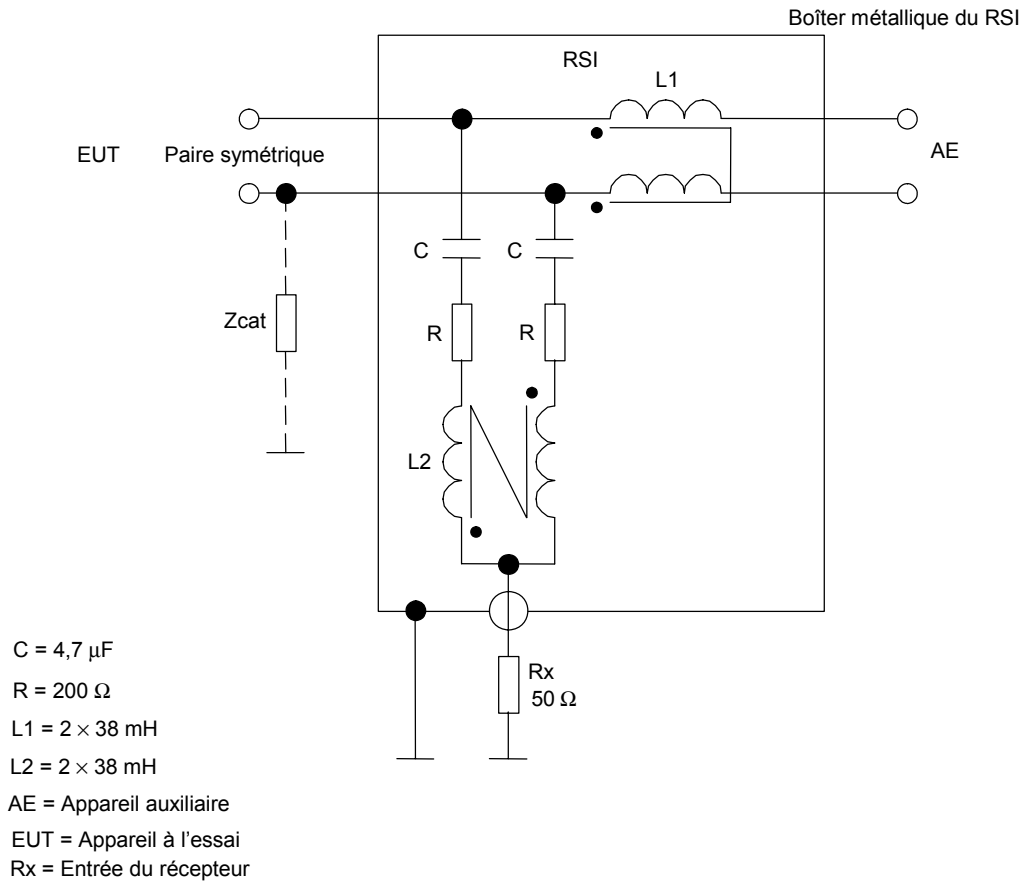 Boîter métallique du RSI
RSI
L1
EUT
Paire symétrique
AE
C
C
Zcat
R
R
L2
Rx
50 Ω
C = 4,7 µF
R = 200 Ω
L1 = 2 × 38 mH
L2 = 2 × 38 mH
AE = Appareil auxiliaire
EUT = Appareil à l'essai
Rx = Entrée du récepteur